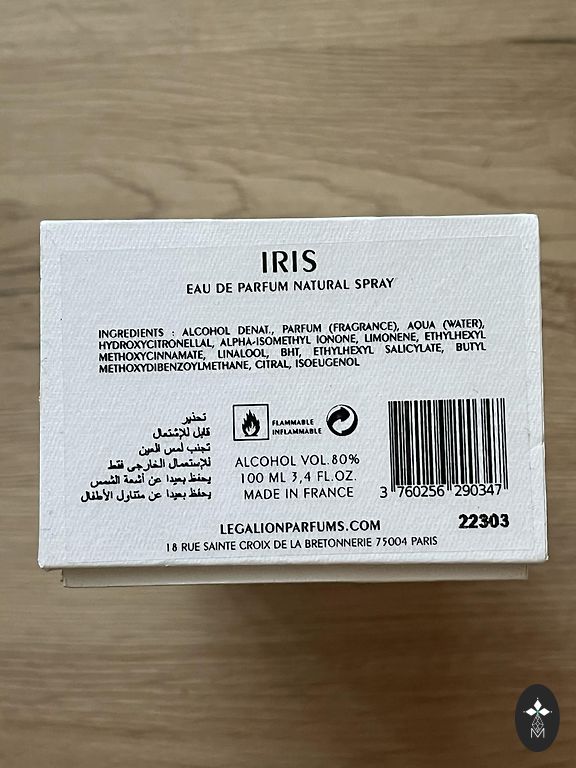 IRIS
EAU DE PARFUM NATURAL SPRAY
INGREDIENTS : ALCOHOL DENAT., PARFUM (FRAGRANCE), AQUA (WATER),
HYDROXYCITRONELLAL, ALPHA-ISOMETHYL IONONE, LIMONENE, ETHYLHEXYL
METHOXYCINNAMATE, LINALOOL, BHT, ETHYLHEXYL SALICYLATE, BUTYL
METHOXYDIBENZOYLMETHANE, CITRAL, ISOEUGENOL
تحذير
قابل للإشتعال
تجنب لمس العين
للإستعمال الخارجى فقط
يحفظ بعيدا عن أشعة الشمس
يحفظ بعيدا عن متناول الأطفال
FLAMMABLE
INFLAMMABLE
ALCOHOL VOL.80%
100 ML 3,4 FL.OZ.
MADE IN FRANCE
3 760256 290347
LEGALIONPARFUMS.COM
22303
18 RUE SAINTE CROIX DE LA BRETONNERIE 75004 PARIS
M